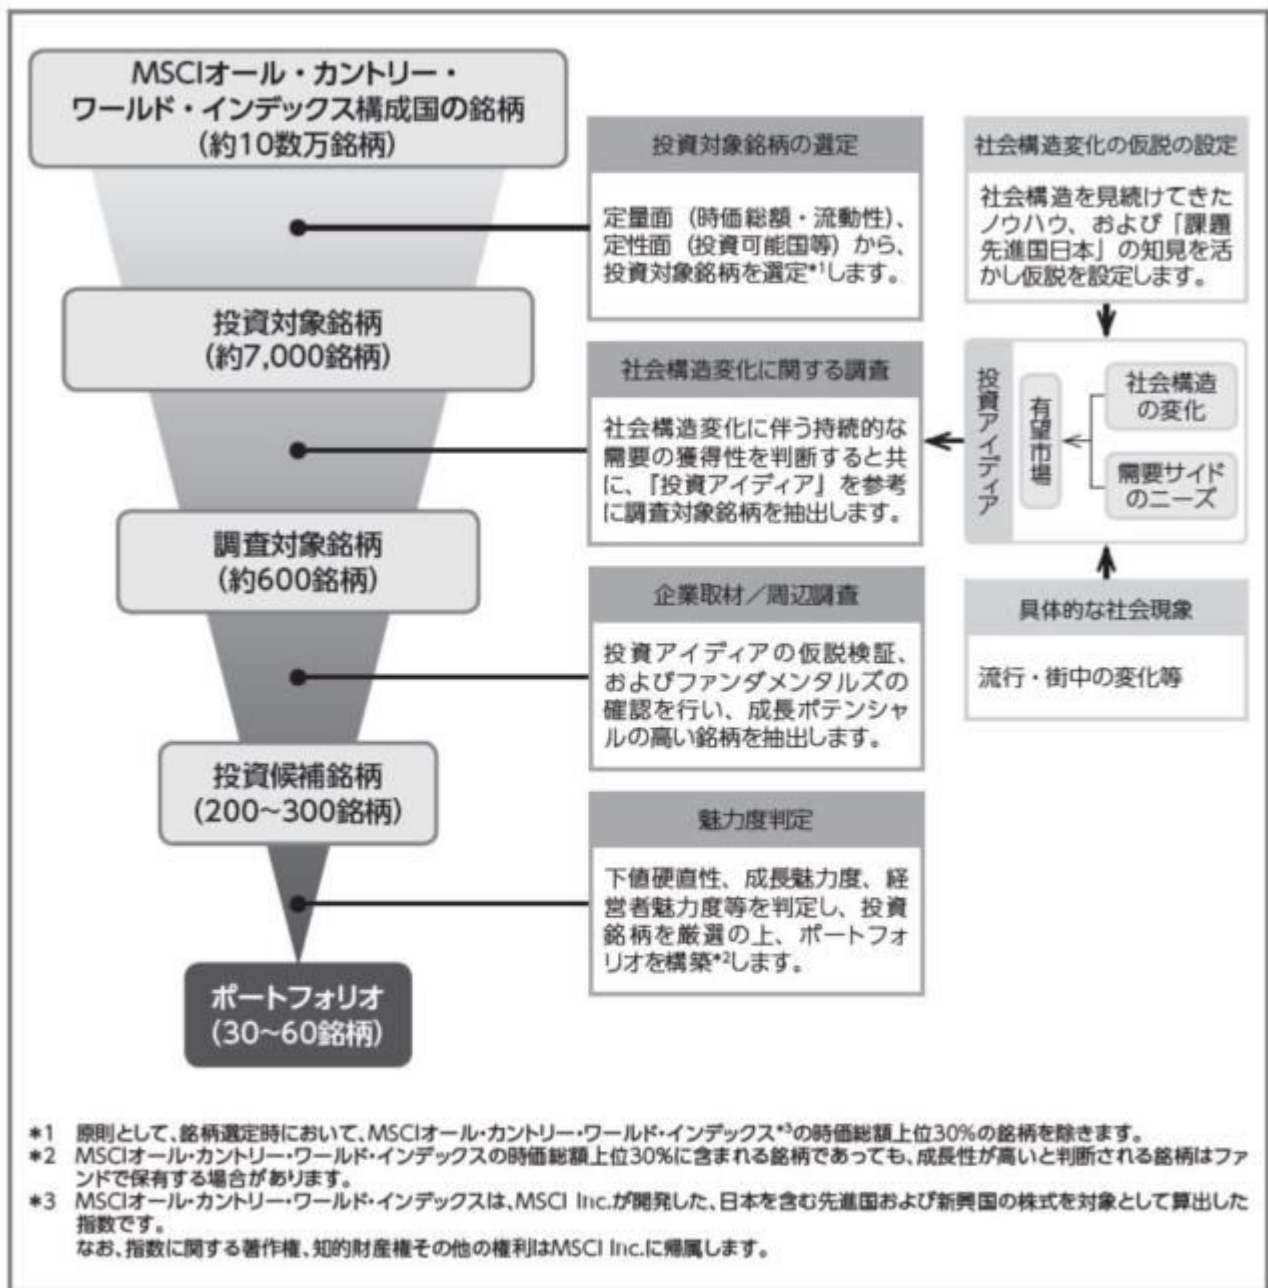 MSCIオール・カントリー・
ワールド・インデックス構成国の銘柄
(約10数万銘柄)
投資対象銘柄の選定
定量面（時価総額・流動性）、
定性面（投資可能国等）から、
投資対象銘柄を選定*1します。
社会構造変化の仮説の設定
社会構造を見続けてきた
ノウハウ、および「課題
先進国日本」の知見を活
かし仮説を設定します。
投資対象銘柄
(約7,000銘柄)
社会構造変化に関する調査
社会構造変化に伴う持続的な
需要の獲得性を判断すると共
に、『投資アイディア』を参考
に調査対象銘柄を抽出します。
投資アイディア
有望市場
社会構造
の変化
需要サイド
のニーズ
調査対象銘柄
(約600銘柄)
企業取材／周辺調査
投資アイディアの仮説検証、
およびファンダメンタルズの
確認を行い、成長ポテンシャ
ルの高い銘柄を抽出します。
具体的な社会現象
流行・街中の変化等
投資候補銘柄
(200～300銘柄)
魅力度判定
下値硬直性、成長魅力度、経
営者魅力度等を判定し、投資
銘柄を厳選の上、ポートフォ
リオを構築*2します。
ポートフォリオ
(30～60銘柄)
*1 原則として、銘柄選定時において、MSCIオール・カントリー・ワールド・インデックス*3の時価総額上位30%の銘柄を除きます。
*2 MSCIオール・カントリー・ワールド・インデックスの時価総額上位30%に含まれる銘柄であっても、成長性が高いと判断される銘柄はファ
ンドで保有する場合があります。
*3 MSCIオール・カントリー・ワールド・インデックスは、MSCI Inc.が開発した、日本を含む先進国および新興国の株式を対象として算出した
指数です。
なお、指数に関する著作権、知的財産権その他の権利はMSCI Inc.に帰属します。